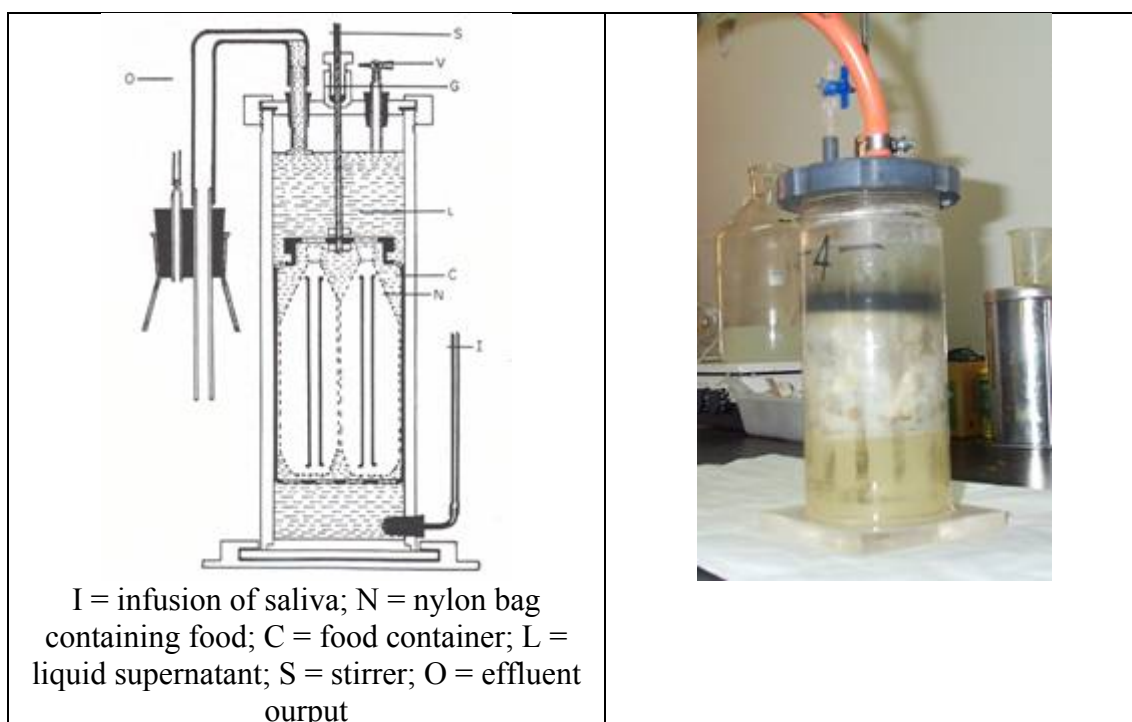 S
V
O
G
L
C
N
I
4
I = infusion of saliva; N = nylon bag
containing food; C = food container; L =
liquid supernatant; S = stirrer; O = effluent
ourput